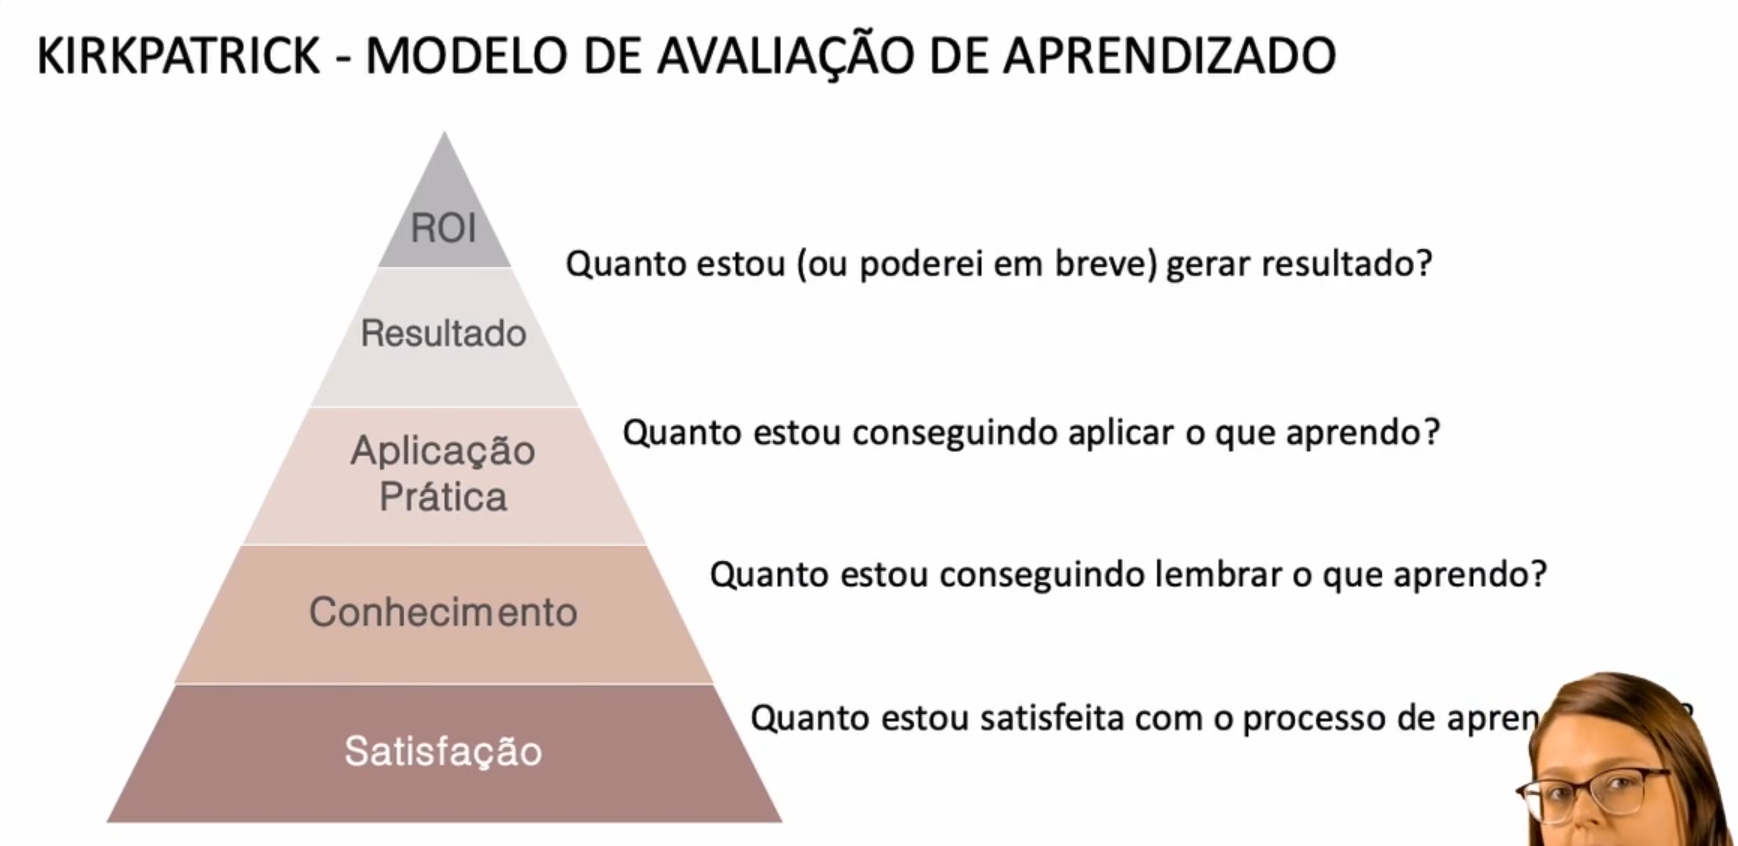 KIRKPATRICK - MODELO DE AVALIAÇÃO DE APRENDIZADO
ROI
Quanto estou (ou poderei em breve) gerar resultado?
Resultado
Quanto estou conseguindo aplicar o que aprendo?
Aplicação
Prática
Quanto estou conseguindo lembrar o que aprendo?
Conhecimento
Quanto estou satisfeita com o processo de
Satisfação